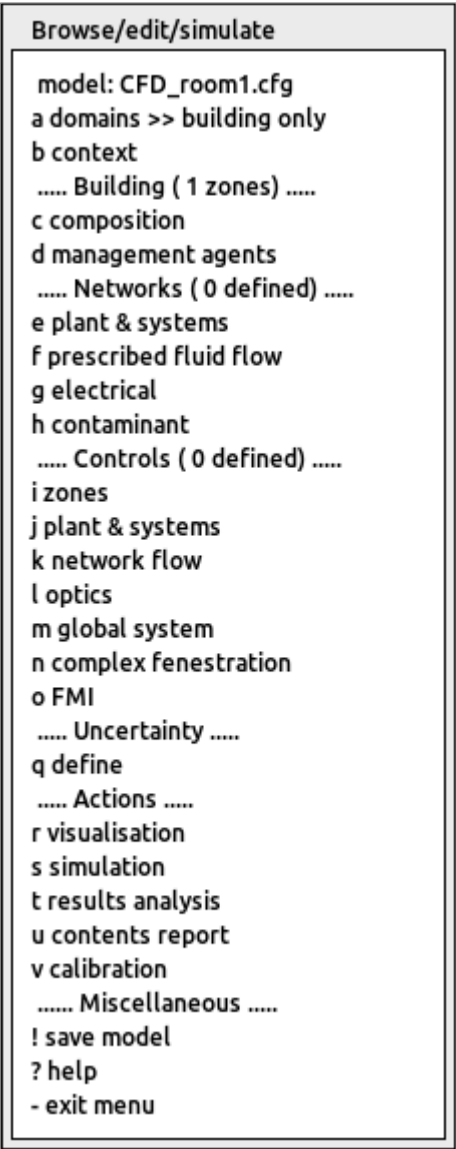 Browse/edit/simulate
model: CFD_room1.cfg
a domains >> building only
b context
..... Building ( 1 zones) .....
c composition
d management agents
..... Networks ( 0 defined) .....
e plant & systems
f prescribed fluid flow
g electrical
h contaminant
..... Controls ( 0 defined) .....
i zones
j plant & systems
k network flow
l optics
m global system
n complex fenestration
o FMI
..... Uncertainty .....
q define
..... Actions .....
r visualisation
s simulation
t results analysis
u contents report
v calibration
...... Miscellaneous .....
! save model
? help
- exit menu